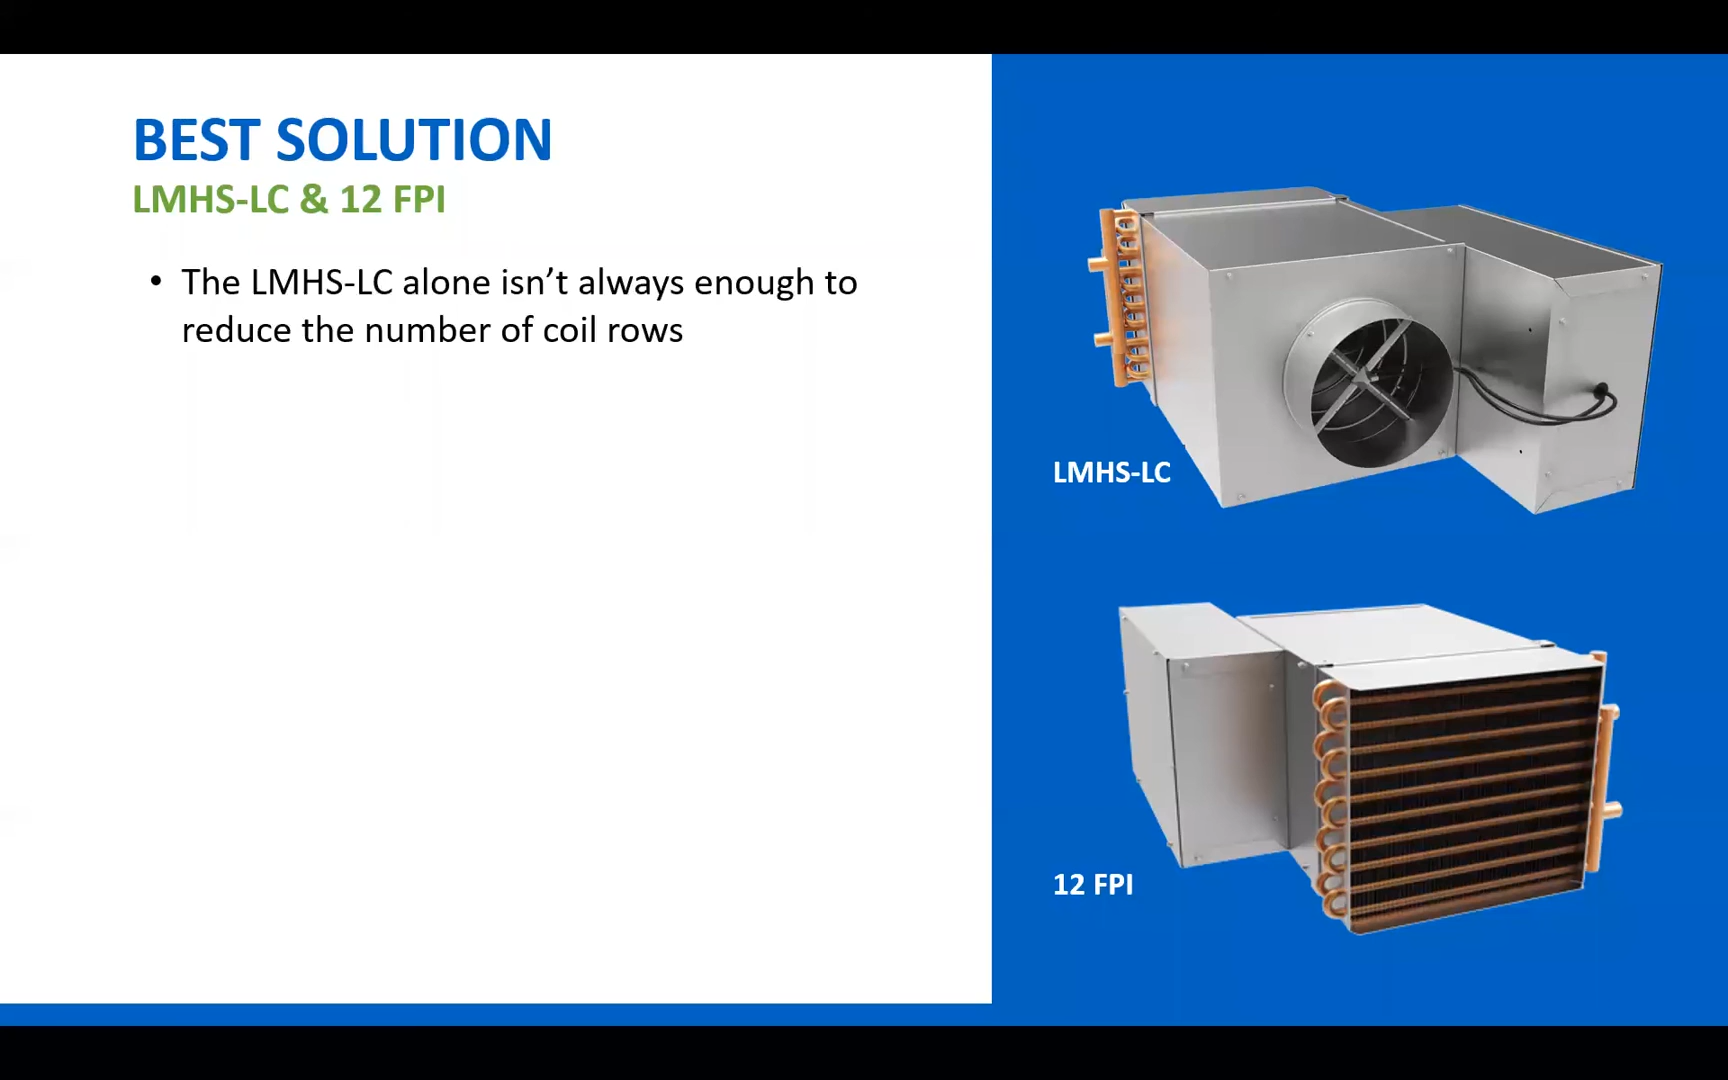 BEST SOLUTION
LMHS-LC & 12 FPI
• The LMHS-LC alone isn’t always enough to
reduce the number of coil rows
LMHS-LC
12 FPI